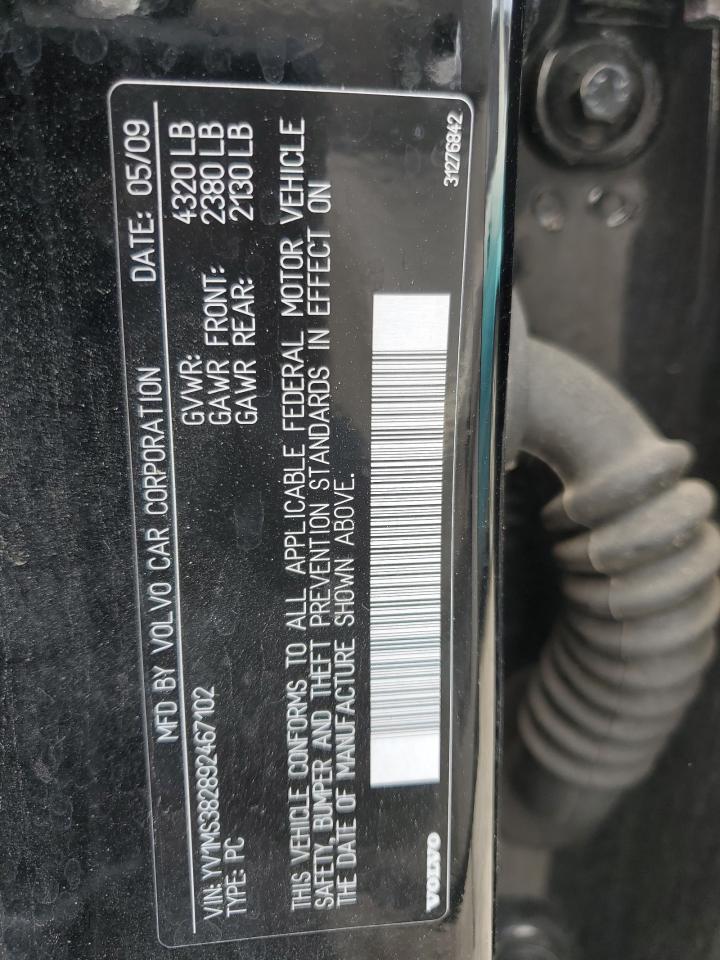 MFD BY VOLVO CAR CORPORATION DATE: 05/09
GVWR: 4320 LB
GAWR FRONT: 2380 LB
GAWR REAR: 2130 LB
VIN: YV1MS382892467102
TYPE: PC
THIS VEHICLE CONFORMS TO ALL APPLICABLE FEDERAL MOTOR VEHICLE
SAFETY, BUMPER AND THEFT PREVENTION STANDARDS IN EFFECT ON
THE DATE OF MANUFACTURE SHOWN ABOVE.
VOLVO 31276842